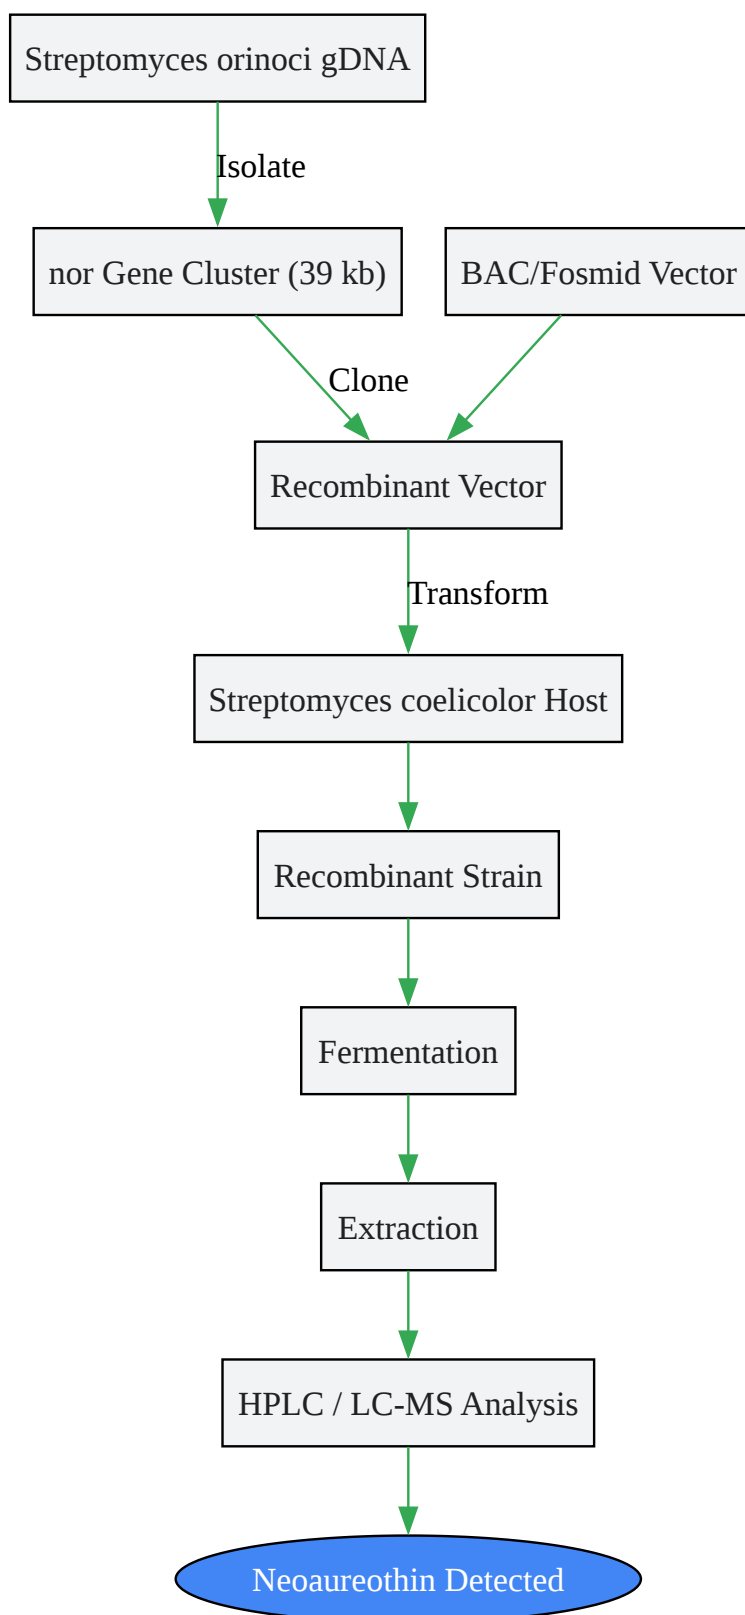 Streptomyces orinoci gDNA
Isolate
nor Gene Cluster (39 kb)
BAC/Fosmid Vector
Clone
Recombinant Vector
Transform
Streptomyces coelicolor Host
Recombinant Strain
Fermentation
Extraction
HPLC / LC-MS Analysis
Neoaureothin Detected